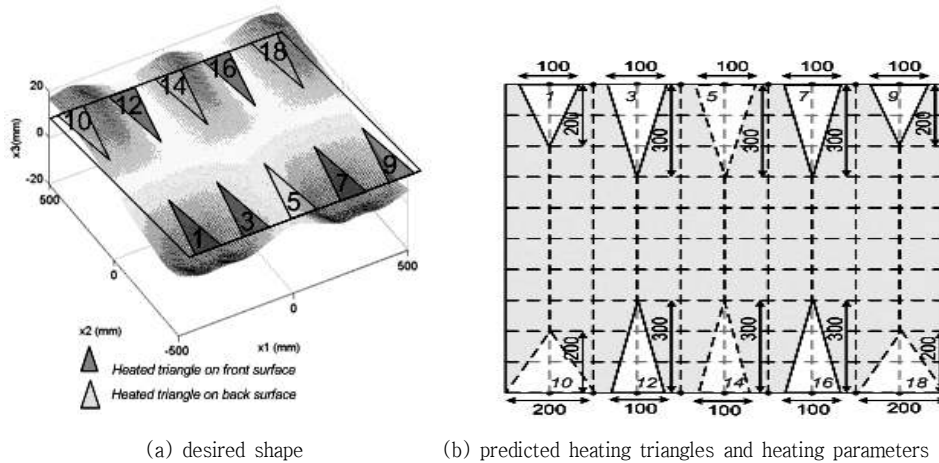 18
16
14
12
10
20
0
-20
x3(mm)
500
9
7
5
3
1
500
0
0
-500
x2 (mm)
x1 (mm)
Heated triangle on front surface
Heated triangle on back surface
100 100 100 100 100
1 3 5 7 9
200 300 300 300 200
200 300 300 300 200
10 12 14 16 18
200 100 100 100 200
(a) desired shape
(b) predicted heating triangles and heating parameters